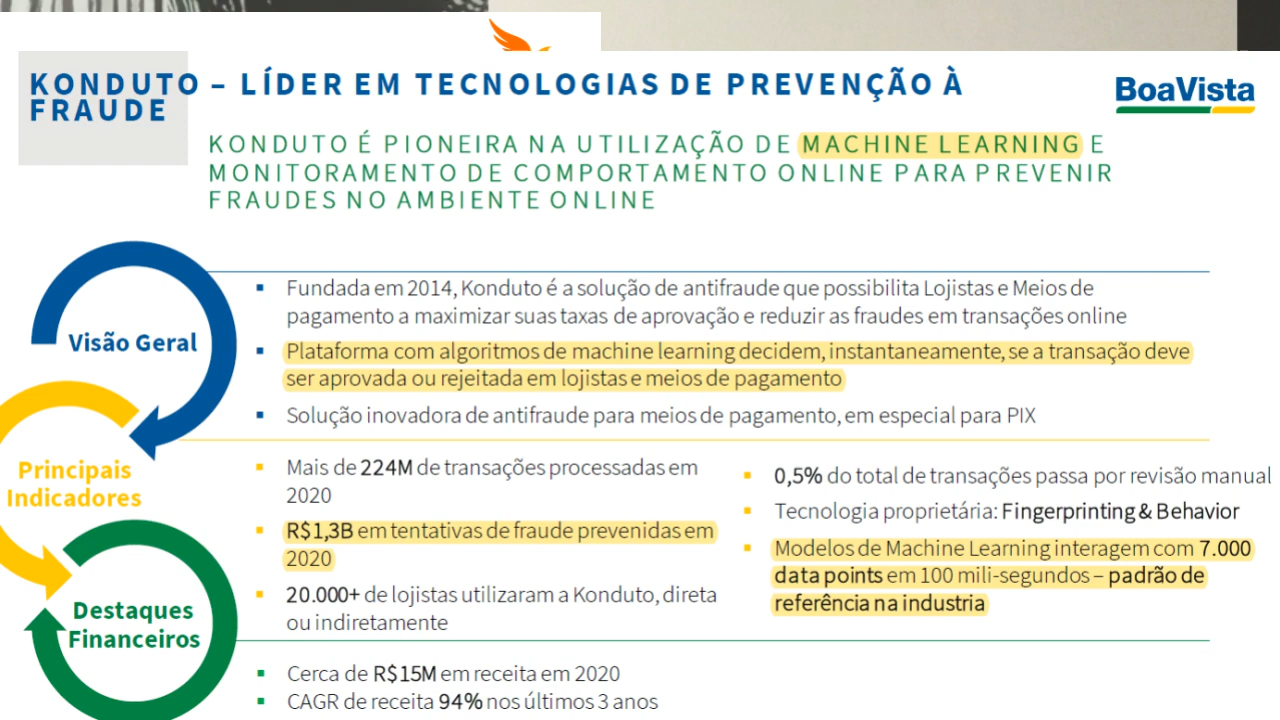 KONDUTO – LÍDER EM TECNOLOGIAS DE PREVENÇÃO À
FRAUDE
BoaVista
KONDUTO É PIONEIRA NA UTILIZAÇÃO DE MACHINE LEARNING E
MONITORAMENTO DE COMPORTAMENTO ONLINE PARA PREVENIR
FRAUDES NO AMBIENTE ONLINE
Visão Geral
▪ Fundada em 2014, Konduto é a solução de antifraude que possibilita Lojistas e Meios de
pagamento a maximizar suas taxas de aprovação e reduzir as fraudes em transações online
▪ Plataforma com algoritmos de machine learning decidem, instantaneamente, se a transação deve
ser aprovada ou rejeitada em lojistas e meios de pagamento
▪ Solução inovadora de antifraude para meios de pagamento, em especial para PIX
Principais
Indicadores
▪ Mais de 224M de transações processadas em
2020
▪ R$1,3B em tentativas de fraude prevenidas em
2020
▪ 20.000+ de lojistas utilizaram a Konduto, direta
ou indiretamente
▪ 0,5% do total de transações passa por revisão manual
▪ Tecnologia proprietária: Fingerprinting & Behavior
▪ Modelos de Machine Learning interagem com 7.000
data points em 100 mili-segundos – padrão de
referência na industria
Destaques
Financeiros
▪ Cerca de R$15M em receita em 2020
▪ CAGR de receita 94% nos últimos 3 anos